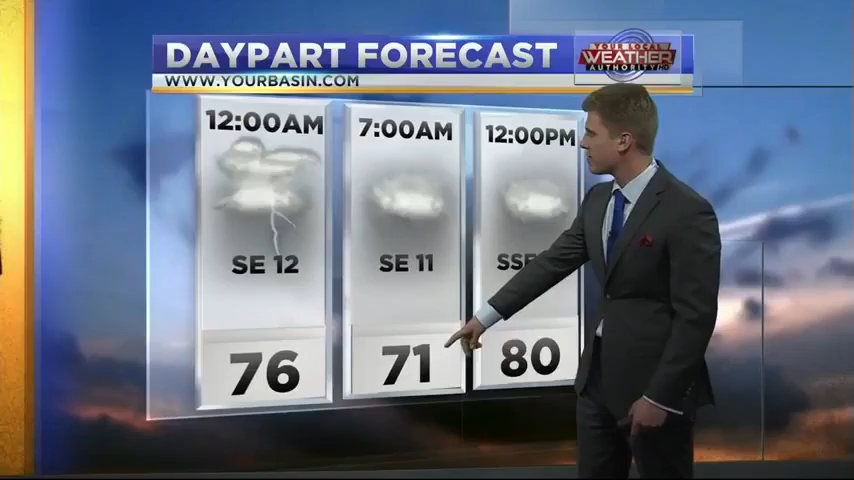 DAYPART FORECAST
WWW.YOURBASIN.COM
YOUR LOCAL
WEATHER
AUTHORITY
12:00AM
SE 12
76
7:00AM
SE 11
71
12:00PM
80